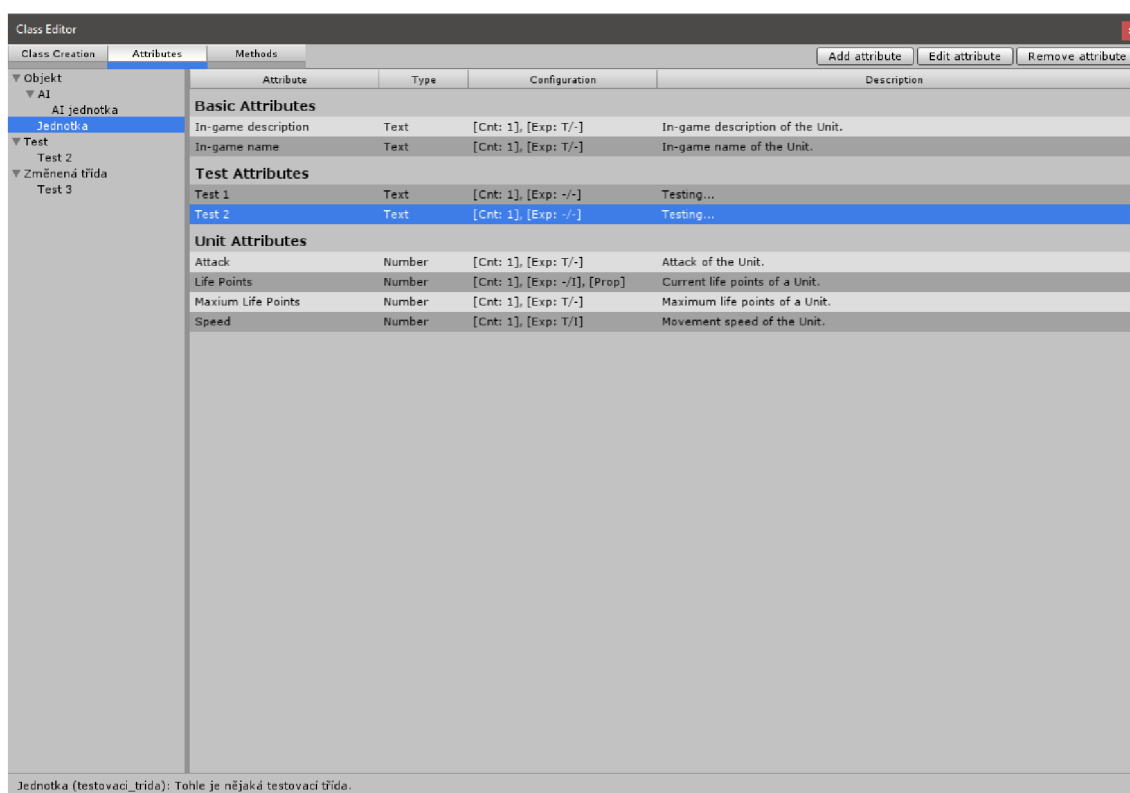 Class Editor
Class Creation Attributes Methods Add attribute Edit attribute Remove attribute
Objekt
AI
AI jednotka
Jednotka
Test
Test 2
Změněná třída
Test 3
Attribute Type Configuration Description
Basic Attributes
In-game description Text [Cnt: 1], [Exp: T/-] In-game description of the Unit.
In-game name Text [Cnt: 1], [Exp: T/-] In-game name of the Unit.
Test Attributes
Test 1 Text [Cnt: 1], [Exp: -/-] Testing...
Test 2 Text [Cnt: 1], [Exp: -/-] Testing...
Unit Attributes
Attack Number [Cnt: 1], [Exp: T/-] Attack of the Unit.
Life Points Number [Cnt: 1], [Exp: -/I], [Prop] Current life points of a Unit.
Maxium Life Points Number [Cnt: 1], [Exp: T/-] Maximum life points of a Unit.
Speed Number [Cnt: 1], [Exp: T/I] Movement speed of the Unit.
Jednotka (testovaci_trida): Tohle je nějaká testovací třída.